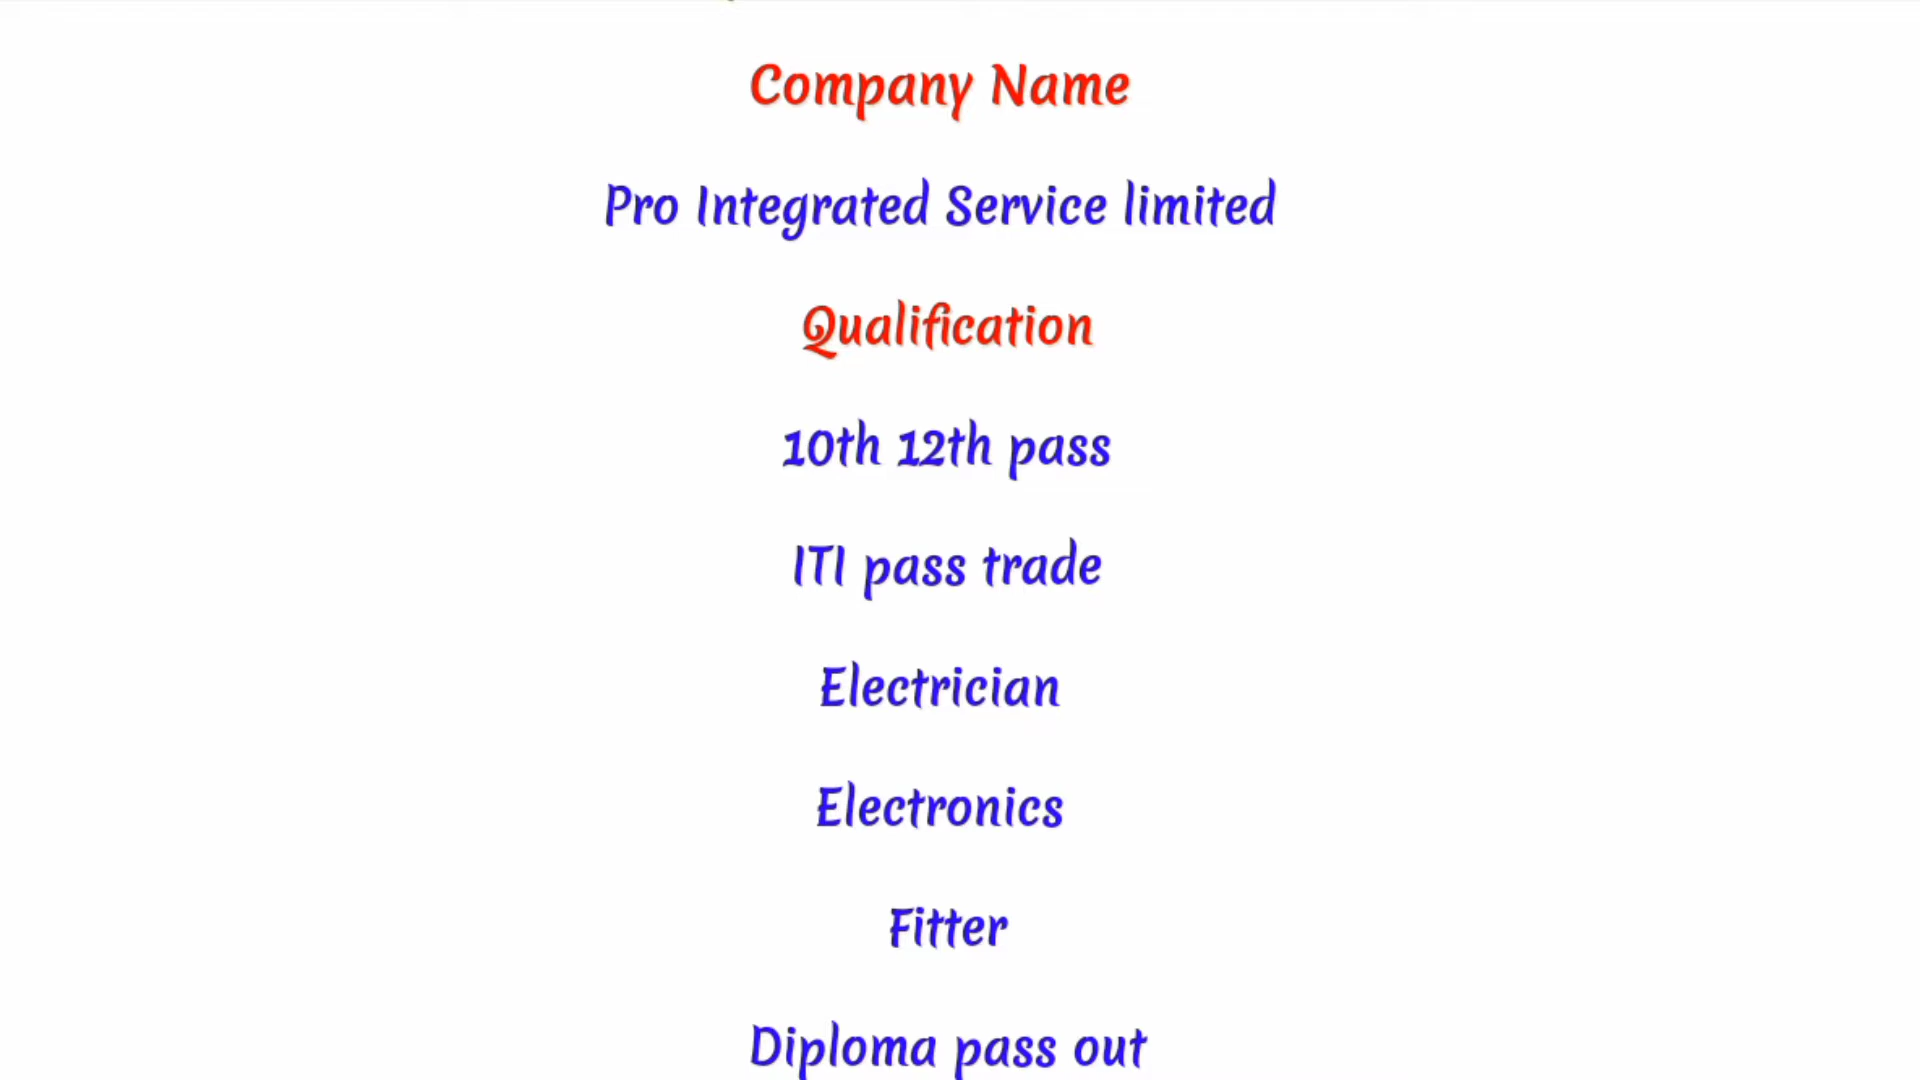 Company Name
Pro Integrated Service limited
Qualification
10th 12th pass
ITI pass trade
Electrician
Electronics
Fitter
Diploma pass out